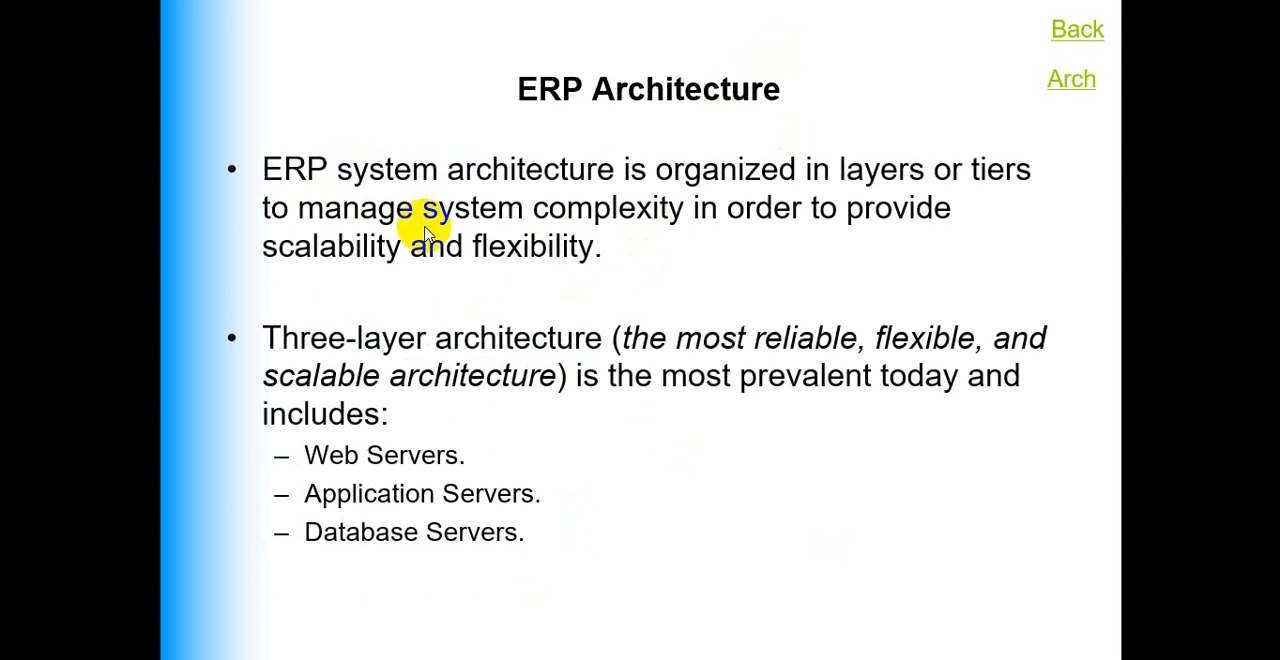 Back
ERP Architecture
Arch
• ERP system architecture is organized in layers or tiers
to manage system complexity in order to provide
scalability and flexibility.
• Three-layer architecture (the most reliable, flexible, and
scalable architecture) is the most prevalent today and
includes:
– Web Servers.
– Application Servers.
– Database Servers.